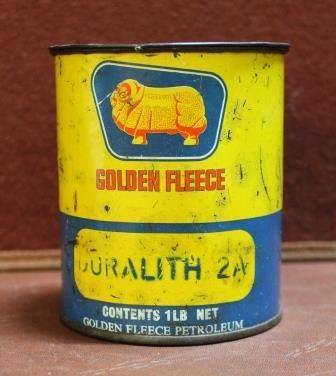 GOLDEN FLEECE
DURALITH 2A
CONTENTS 1LB NET
GOLDEN FLEECE PETROLEUM